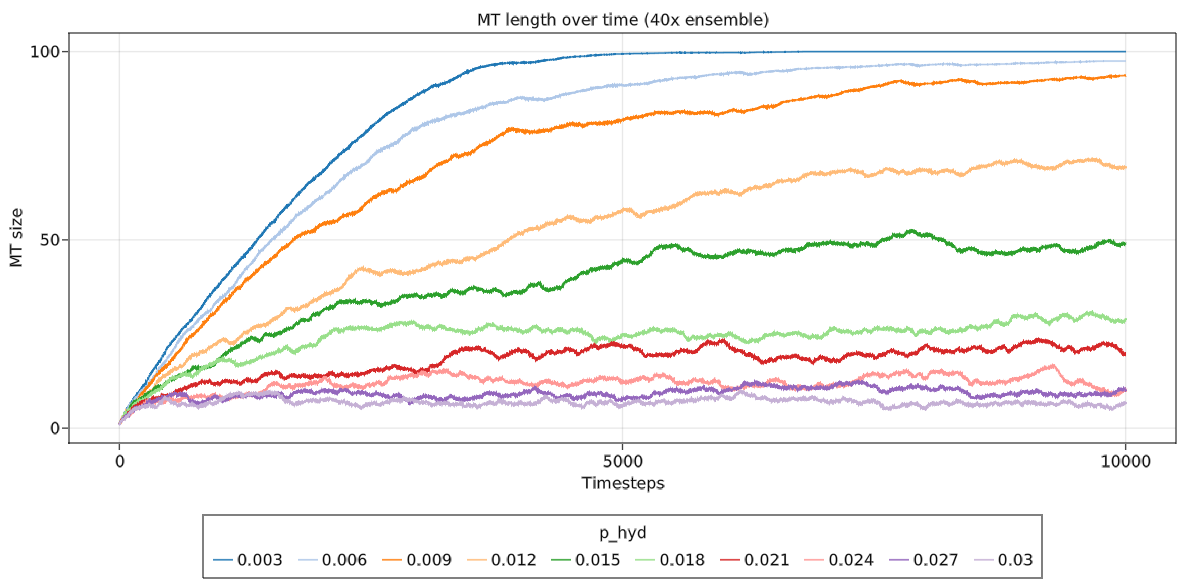 MT length over time (40x ensemble)
100
50
0
MT size
0 5000 10000
Timesteps
p_hyd
0.003 0.006 0.009 0.012 0.015 0.018 0.021 0.024 0.027 0.03